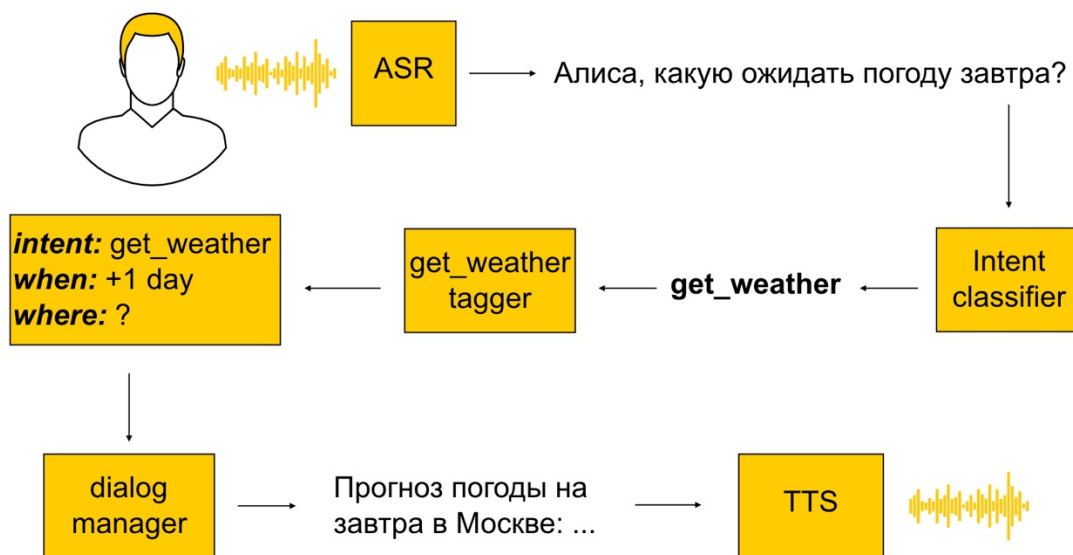 ASR
Алиса, какую ожидать погоду завтра?
Intent
classifier
get_weather
get_weather
tagger
intent: get_weather
when: +1 day
where: ?
dialog
manager
Прогноз погоды на
завтра в Москве: ...
TTS